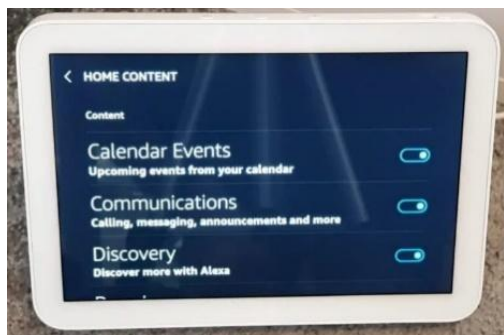 < HOME CONTENT
Content
Calendar Events
Upcoming events from your calendar
Communications
Calling, messaging, announcements and more
Discovery
Discover more with Alexa